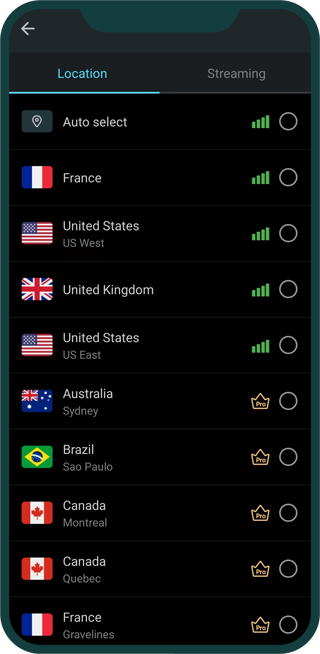 Location
Streaming
Auto select
France
United States
US West
United Kingdom
United States
US East
Australia
Sydney
Pro
Brazil
Sao Paulo
Pro
Canada
Montreal
Pro
Canada
Quebec
Pro
France
Gravelines
Pro